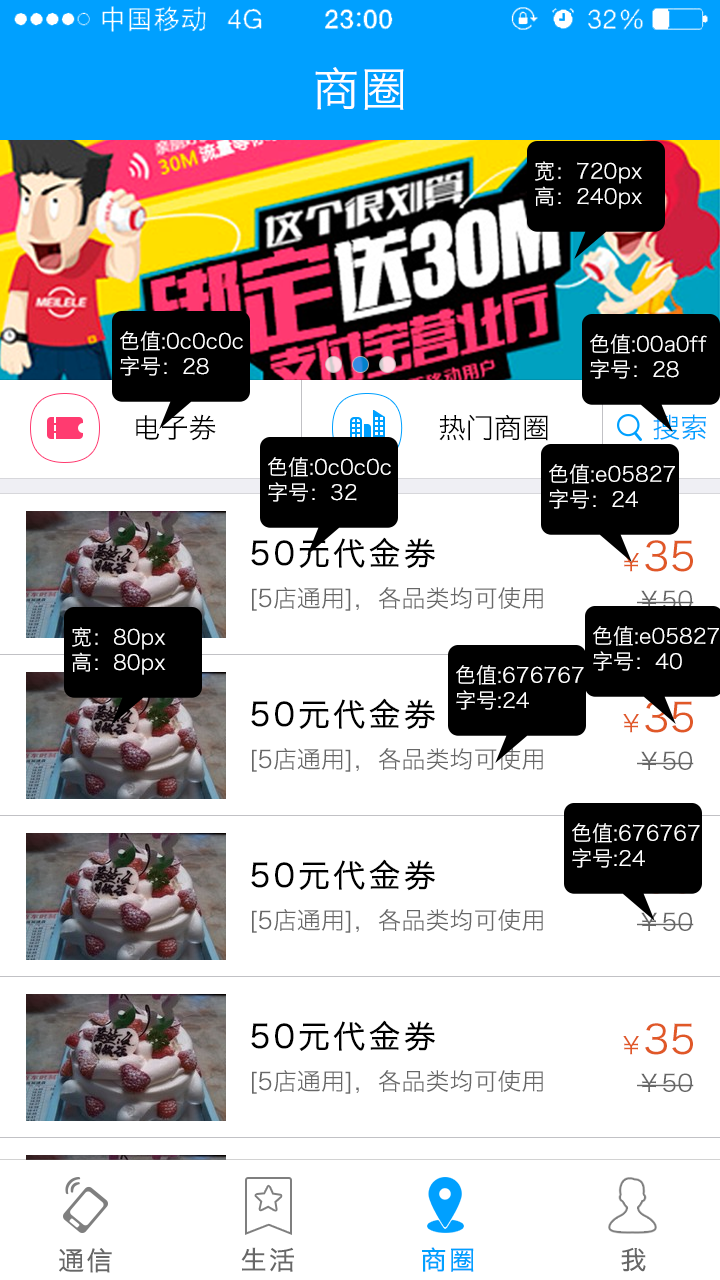 中国移动 4G 23:00 32%
商圈
30M流量等你
这个很划算
绑定送30M
支付宝营业厅
移动用户
MEILELE
宽：720px
高：240px
色值:0c0c0c
字号：28
色值:00a0ff
字号：28
电子券
热门商圈
搜索
色值:0c0c0c
字号：32
色值:e05827
字号：24
50元代金券
¥35
[5店通用]，各品类均可使用
¥50
宽：80px
高：80px
色值:676767
字号:24
色值:e05827
字号：40
50元代金券
¥35
[5店通用]，各品类均可使用
¥50
色值:676767
字号:24
50元代金券
[5店通用]，各品类均可使用
¥50
50元代金券
¥35
[5店通用]，各品类均可使用
¥50
通信
生活
商圈
我